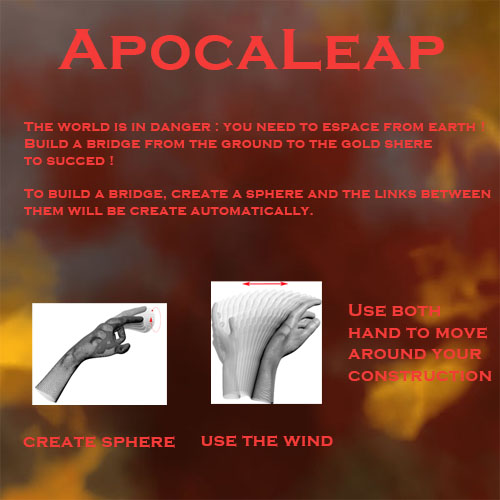 ApocaLeap
The world is in danger : you need to espace from earth !
Build a bridge from the ground to the gold shere
to succed !
To build a bridge, create a sphere and the links between
them will be create automatically.
Use both
hand to move
around your
construction
create sphere
use the wind